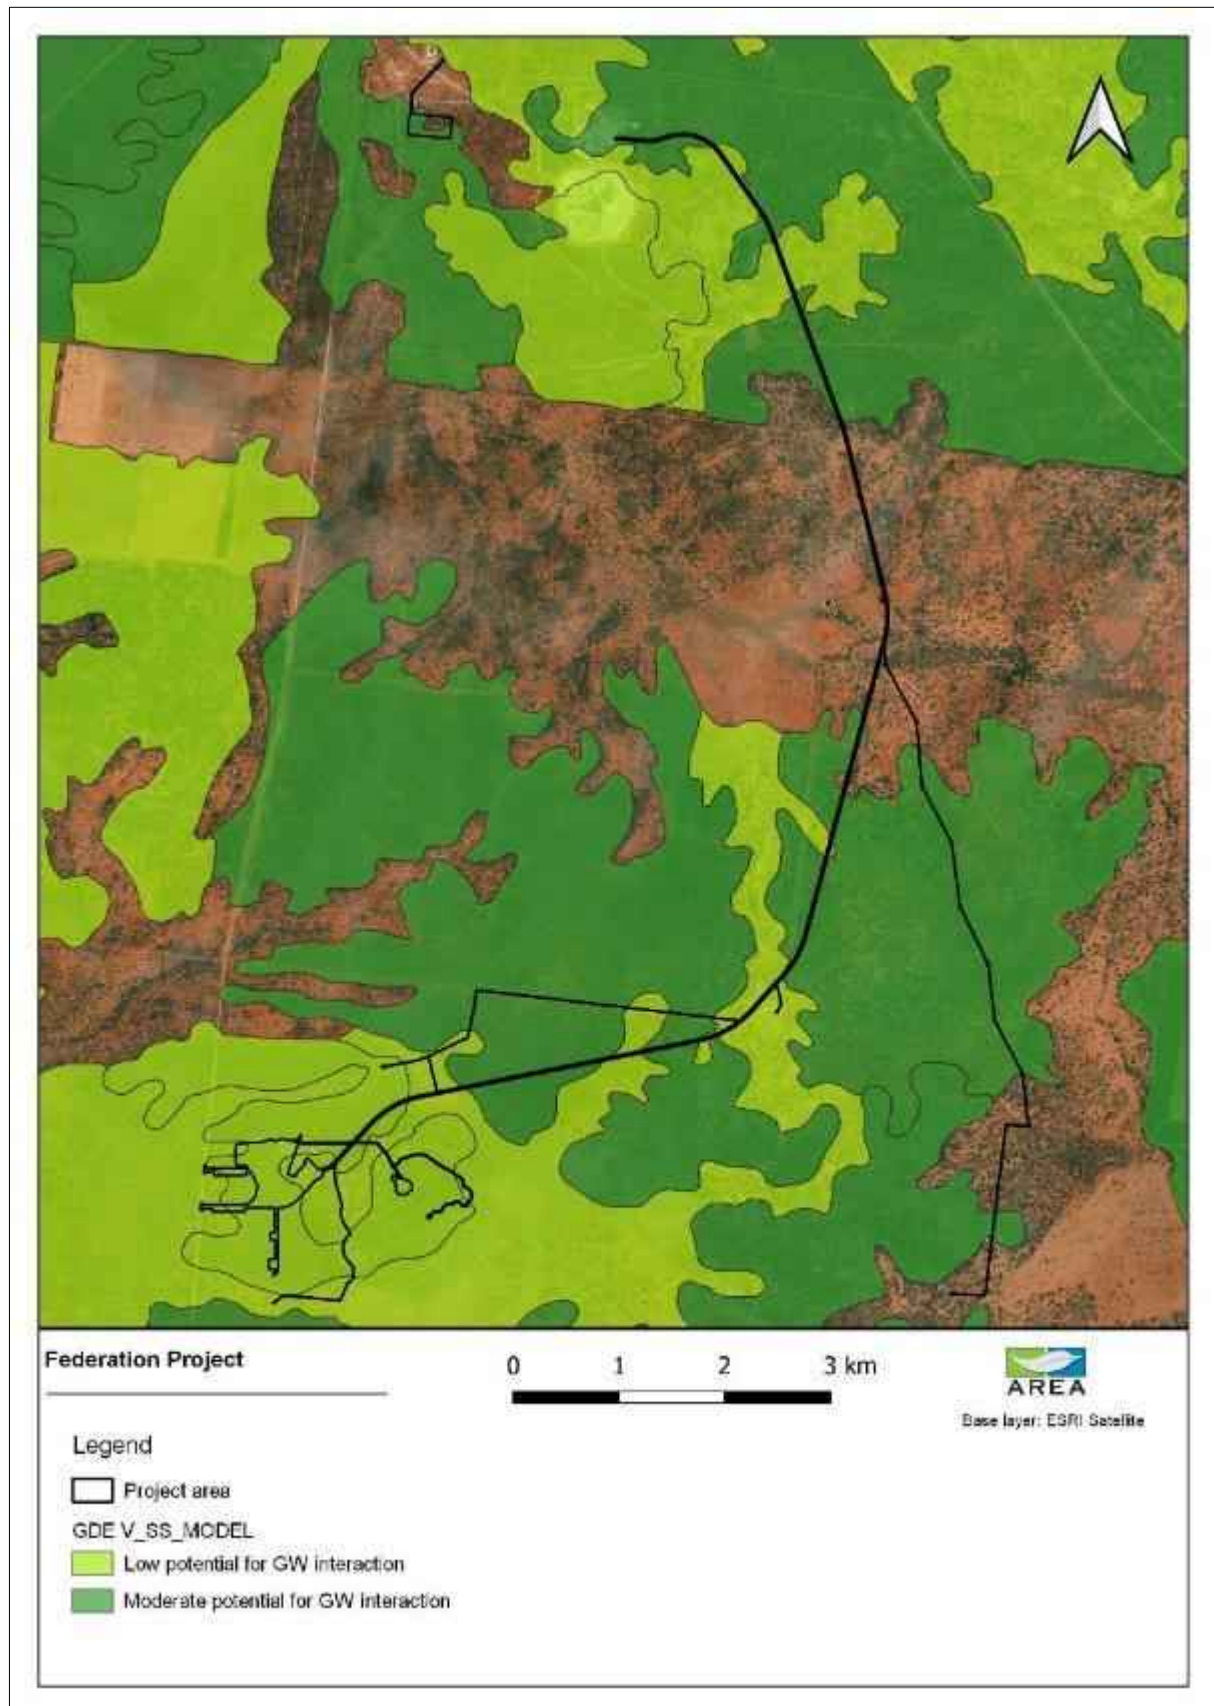 Federation Project
0 1 2 3 km
AREA
Base layer: ESRI Satellite
Legend
Project area
GDE V_SS_MODEL
Low potential for GW interaction
Moderate potential for GW interaction